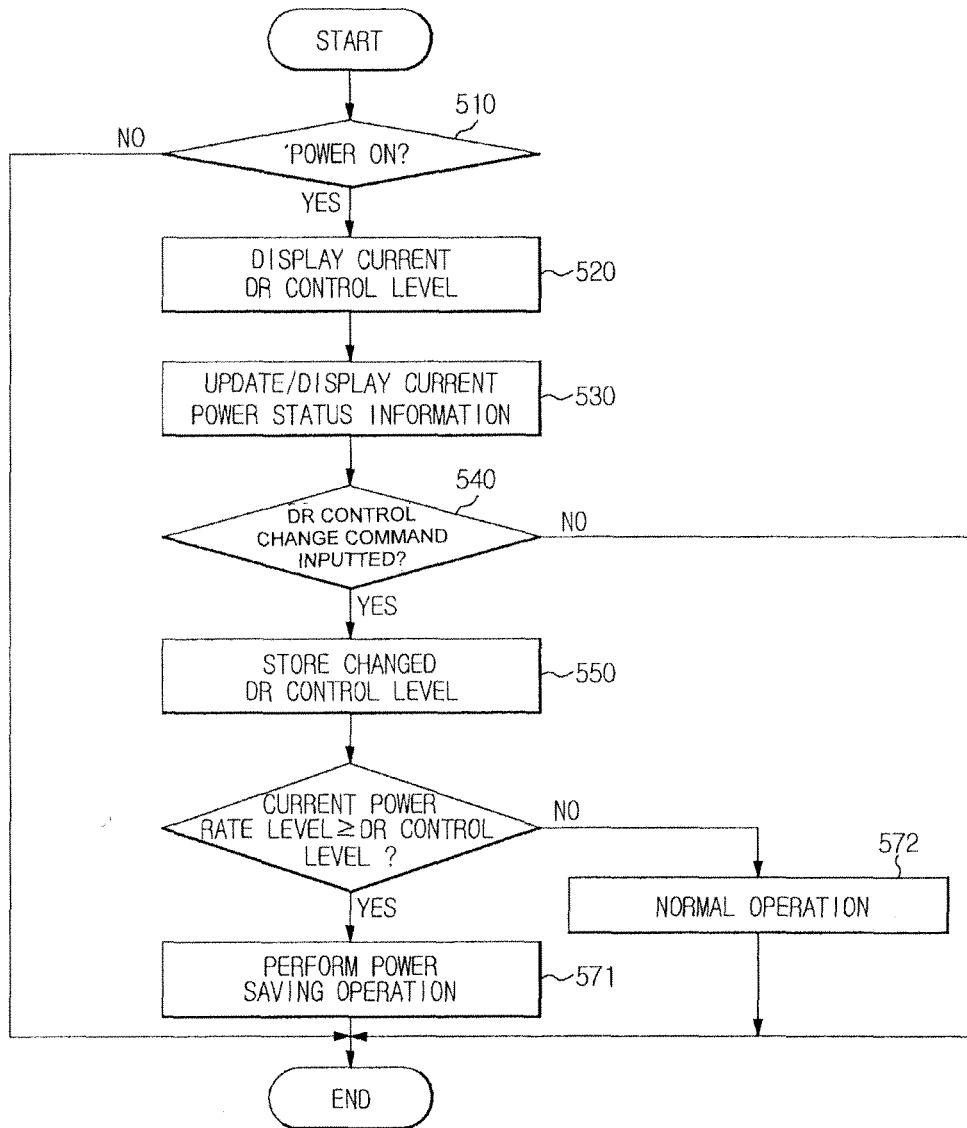 START
510
NO
POWER ON?
YES
DISPLAY CURRENT
DR CONTROL LEVEL
520
UPDATE/DISPLAY CURRENT
POWER STATUS INFORMATION
530
540
DR CONTROL
CHANGE COMMAND
INPUTTED?
NO
YES
STORE CHANGED
DR CONTROL LEVEL
550
CURRENT POWER
RATE LEVEL≧DR CONTROL
LEVEL ?
NO
572
YES
NORMAL OPERATION
PERFORM POWER
SAVING OPERATION
571
END